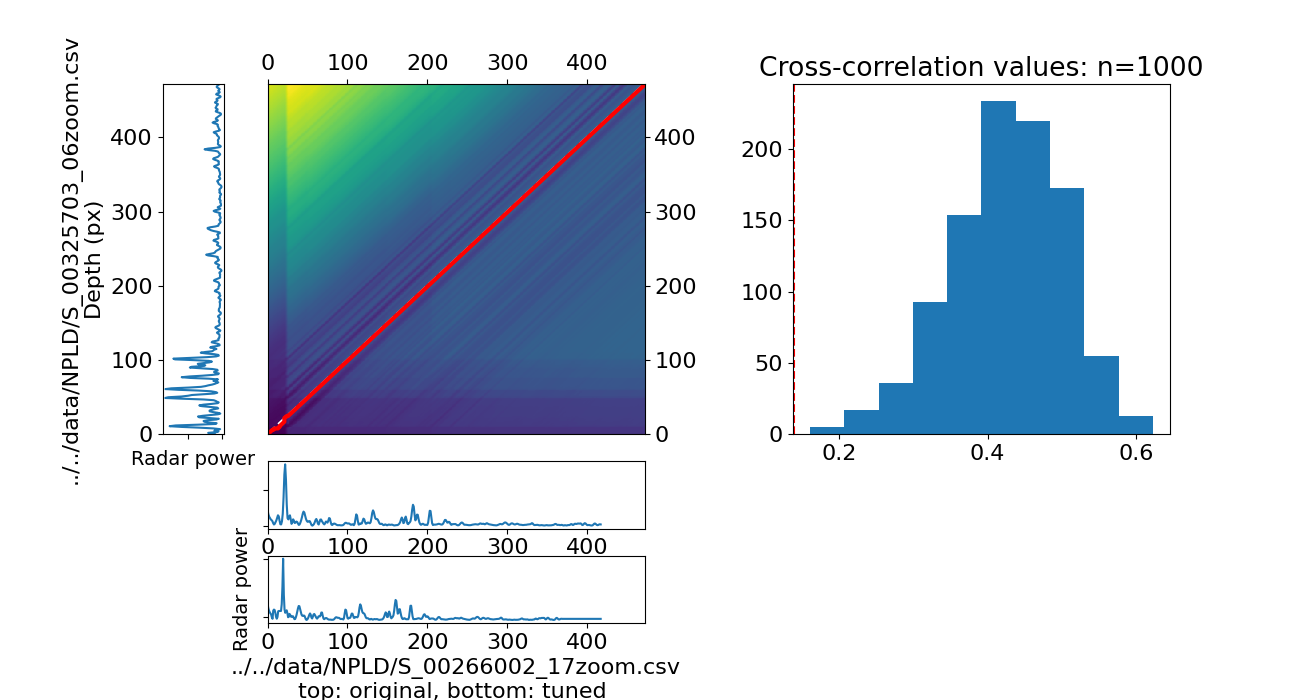 ../../data/NPLD/S_00325703_06zoom.csv
Depth (px)
400
300
200
100
0
Radar power
0 100 200 300 400
400
300
200
100
0
Cross-correlation values: n=1000
200
150
100
50
0
0.2 0.4 0.6
0 100 200 300 400
Radar power
0 100 200 300 400
../../data/NPLD/S_00266002_17zoom.csv
top: original, bottom: tuned